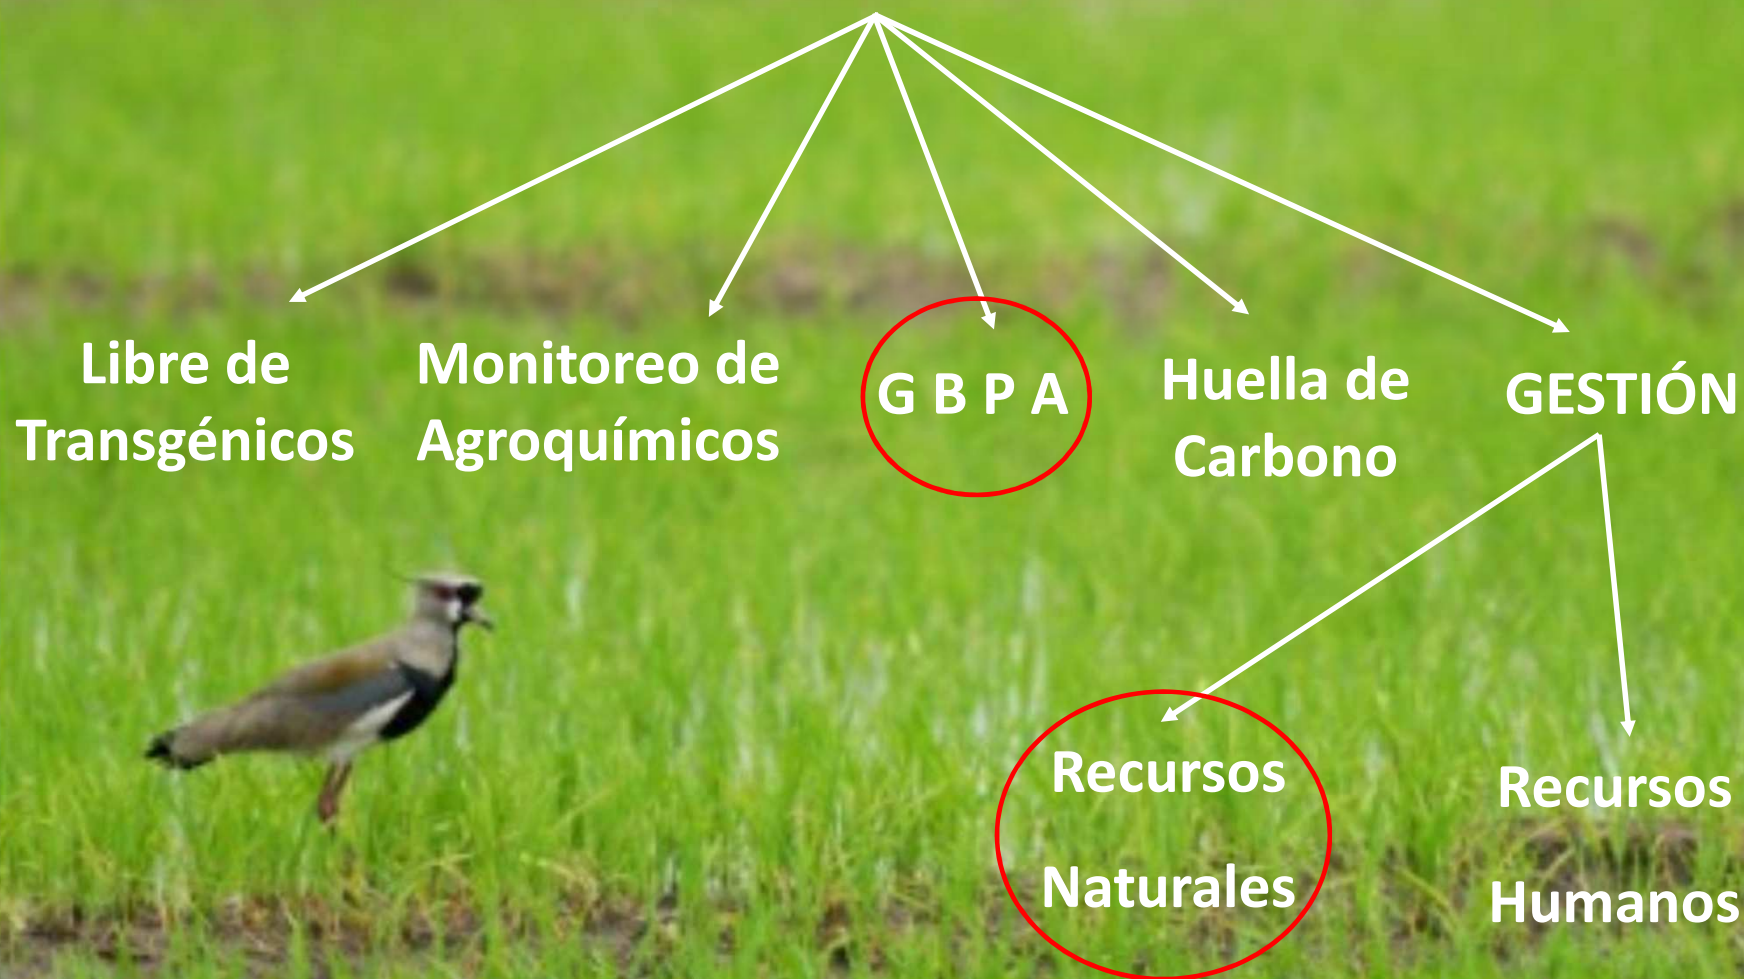 Libre de
Transgénicos
Monitoreo de
Agroquímicos
G B P A
Huella de
Carbono
GESTIÓN
Recursos
Naturales
Recursos
Humanos